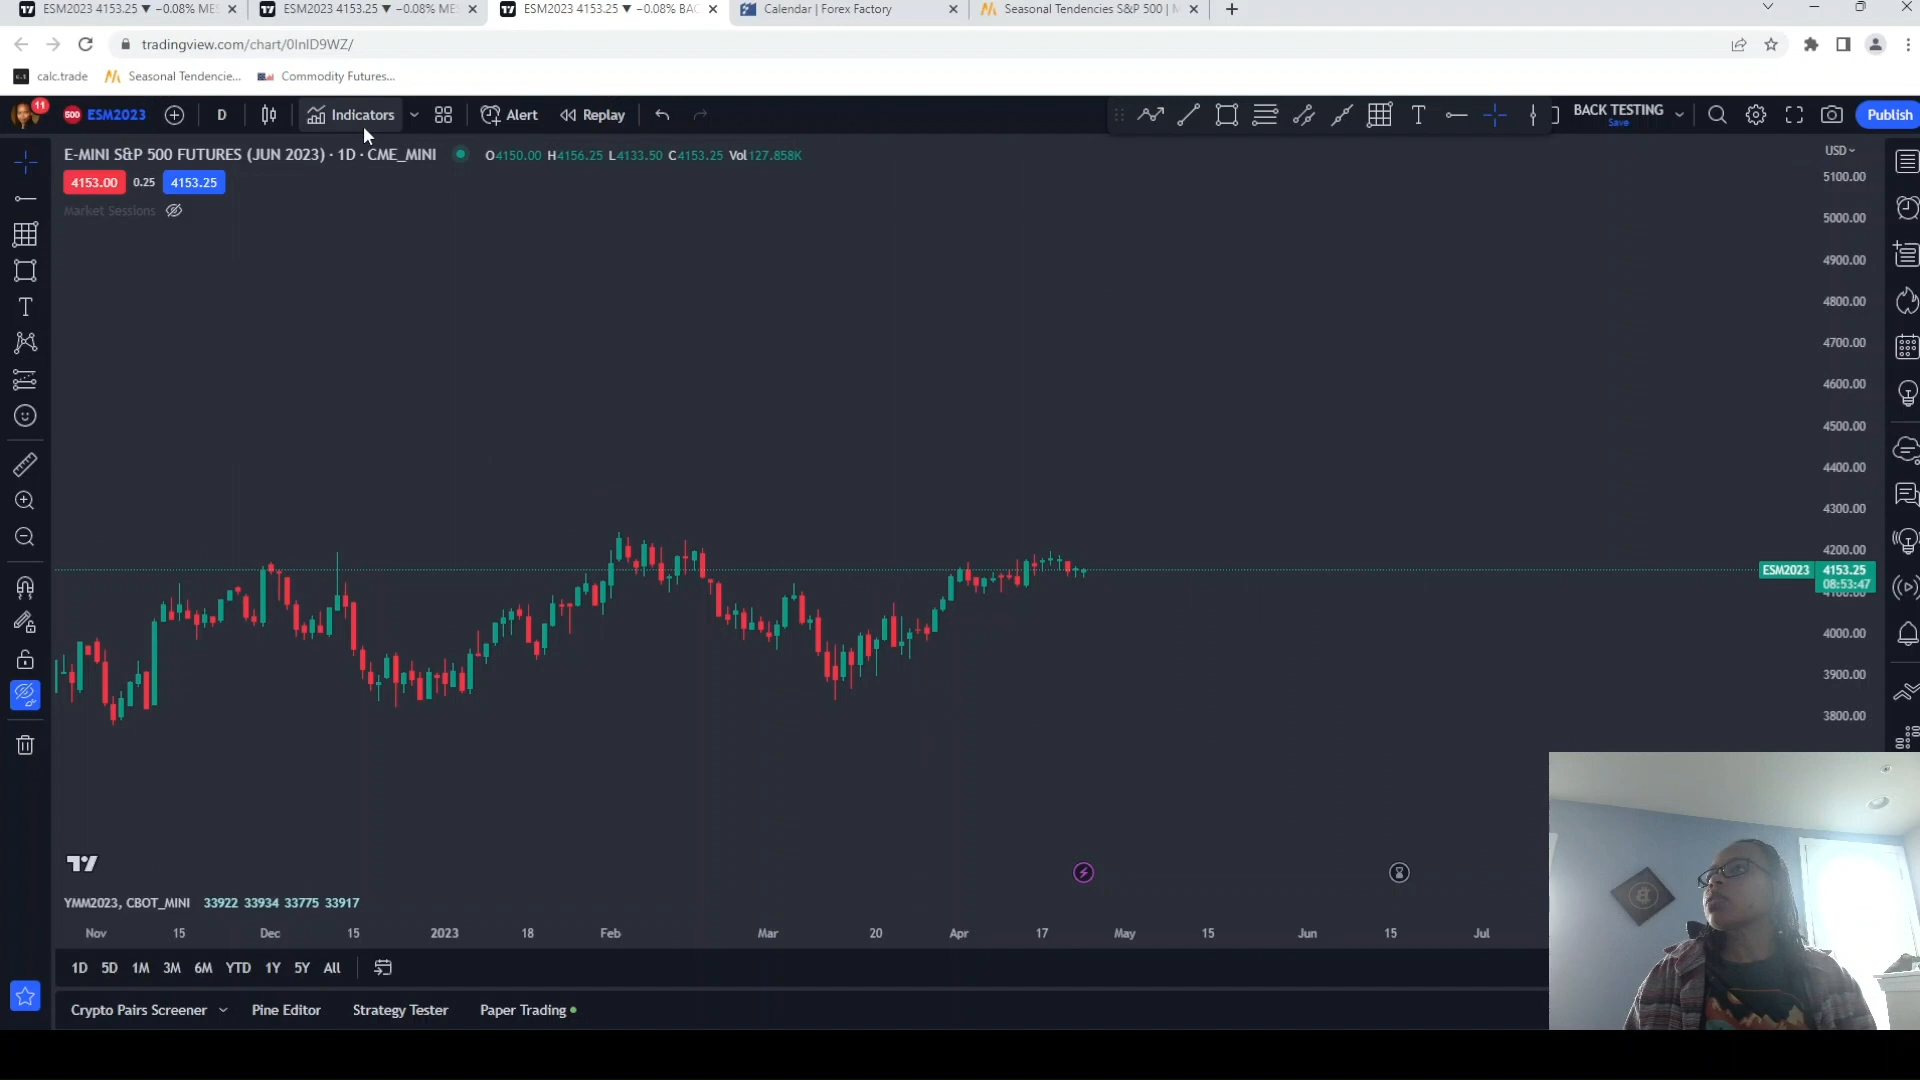 ESM2023 4153.25 ▼ −0.08% MES
ESM2023 4153.25 ▼ −0.08% ME
ESM2023 4153.25 ▼ −0.08% BAC
Calendar | Forex Factory
Seasonal Tendencies S&P 500 | M
tradingview.com/chart/0InID9WZ/
calc.trade
Seasonal Tendencie...
Commodity Futures...
11
500 ESM2023
D
Indicators
Alert
Replay
BACK TESTING
Save
Publish
E-MINI S&P 500 FUTURES (JUN 2023) · 1D · CME_MINI
O4150.00 H4156.25 L4133.50 C4153.25 Vol127.858K
USD
4153.00 0.25 4153.25
Market Sessions
5100.00
5000.00
4900.00
4800.00
4700.00
4600.00
4500.00
4400.00
4300.00
4200.00
ESM2023 4153.25
08:53:47
4000.00
3900.00
3800.00
YMM2023, CBOT_MINI 33922 33934 33775 33917
Nov 15 Dec 15 2023 18 Feb Mar 20 Apr 17 May 15 Jun 15 Jul
1D 5D 1M 3M 6M YTD 1Y 5Y All
Crypto Pairs Screener Pine Editor Strategy Tester Paper Trading